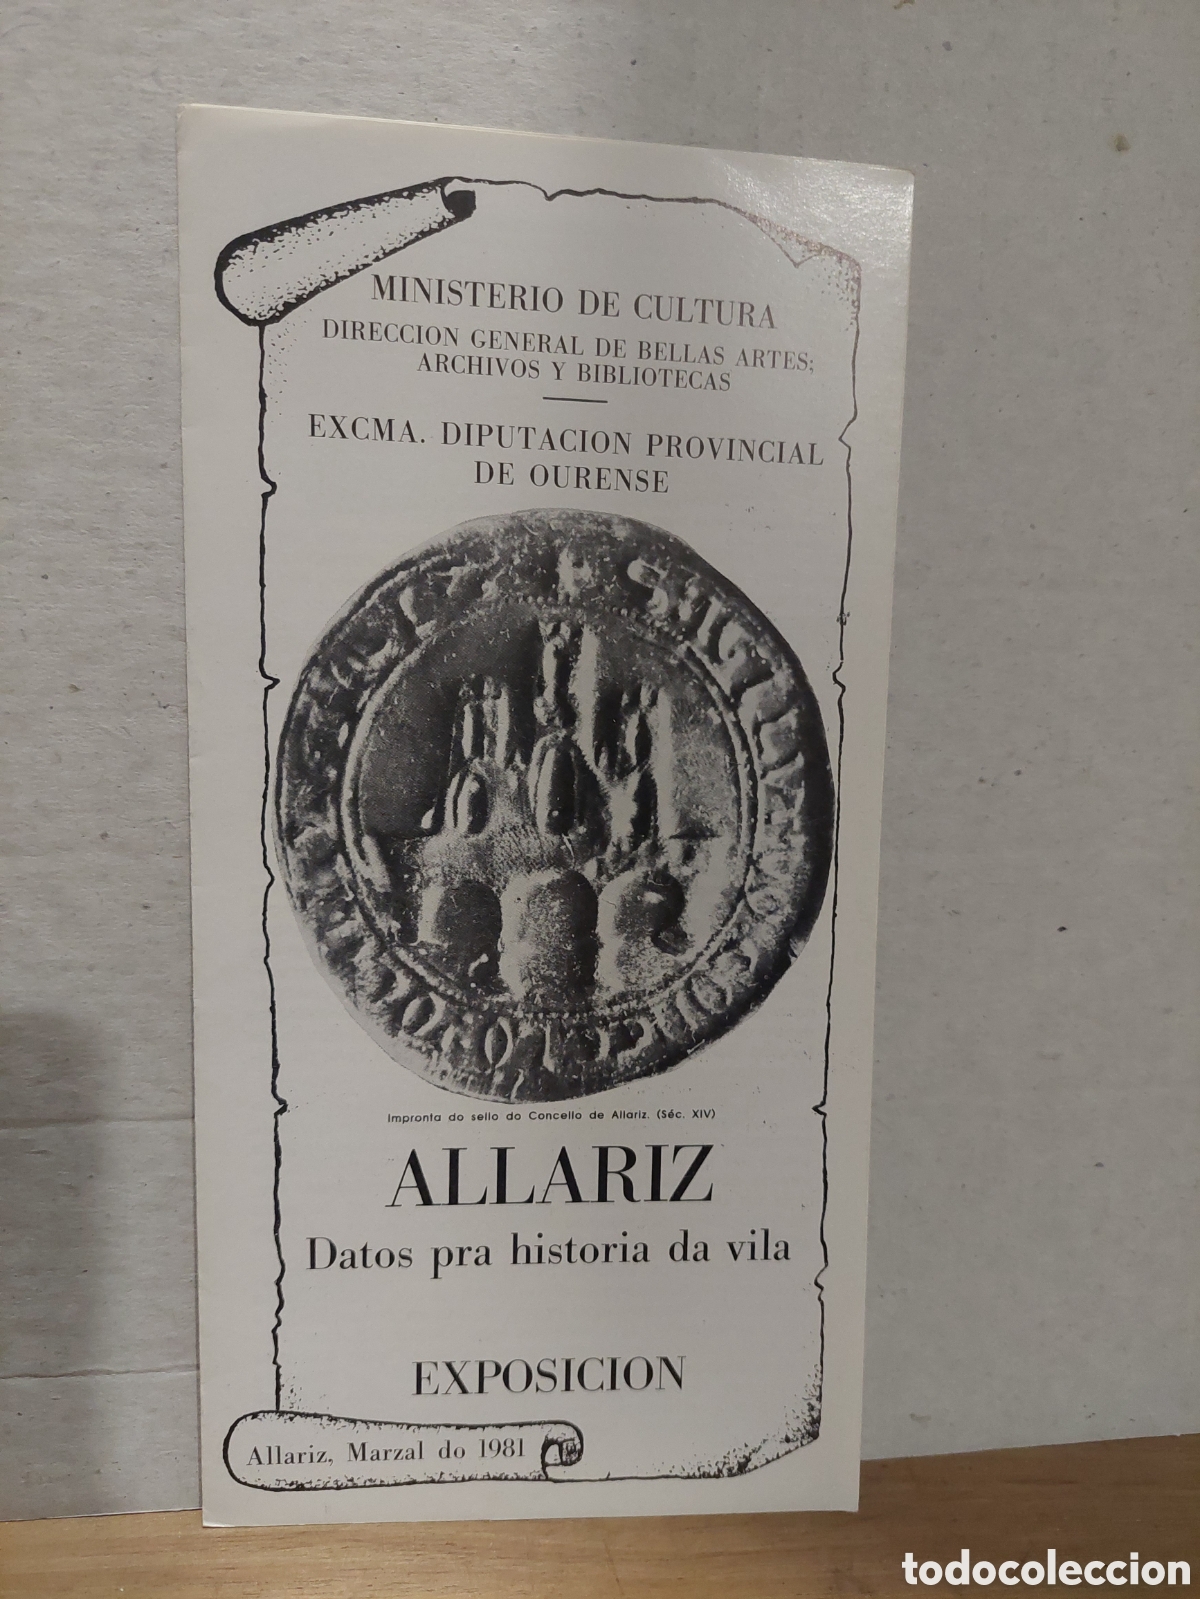 MINISTERIO DE CULTURA
DIRECCION GENERAL DE BELLAS ARTES;
ARCHIVOS Y BIBLIOTECAS
EXCMA. DIPUTACION PROVINCIAL
DE OURENSE
Impronta do sello do Concello de Allariz. (Séc. XIV)
ALLARIZ
Datos pra historia da vila
EXPOSICION
Allariz, Marzal do 1981
todocoleccion